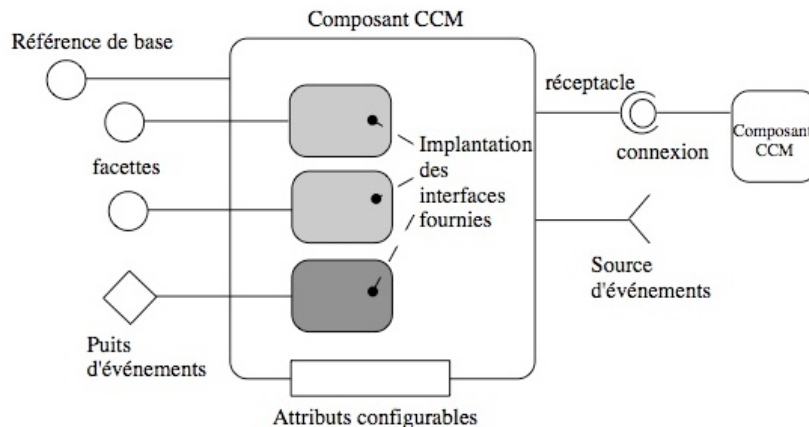 Composant CCM
Référence de base
facettes
Puits
d'événements
Implantation
des
interfaces
fournies
Attributs configurables
réceptacle
connexion
Composant
CCM
Source
d'événements